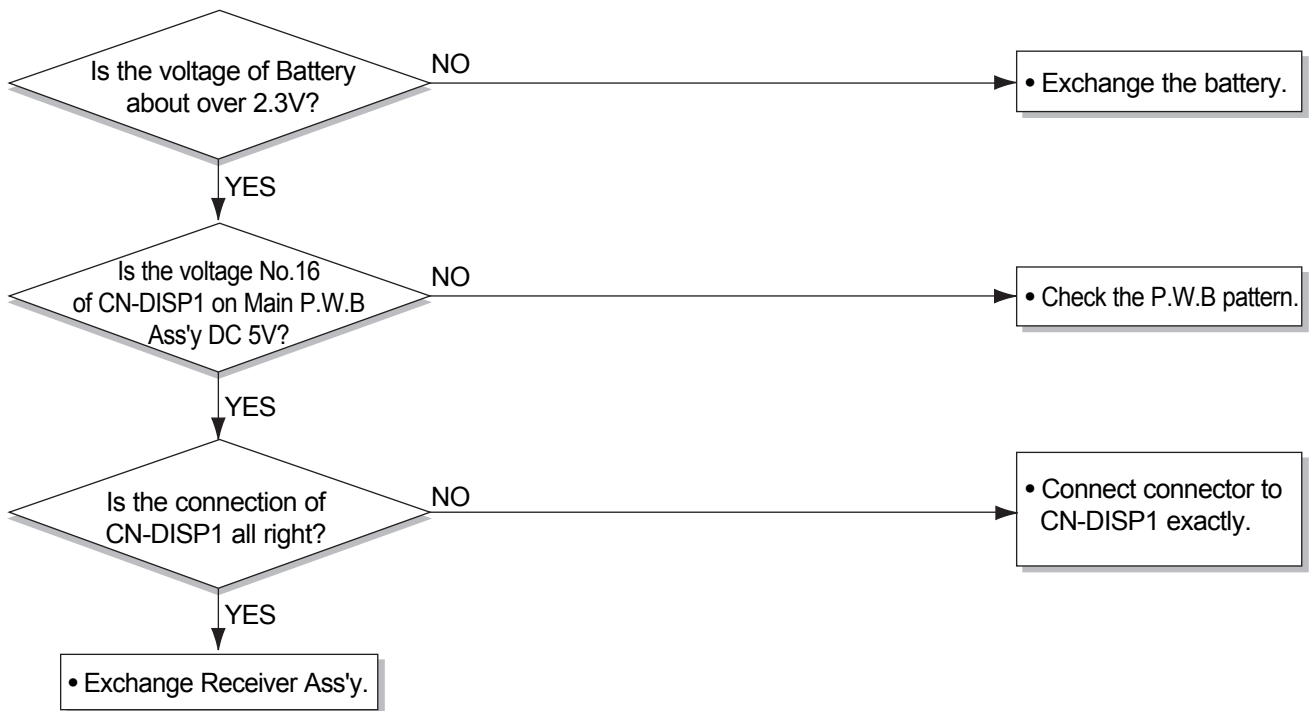 Is the voltage of Battery
about over 2.3V?
NO
• Exchange the battery.
YES
Is the voltage No.16
of CN-DISP1 on Main P.W.B
Ass'y DC 5V?
NO
• Check the P.W.B pattern.
YES
Is the connection of
CN-DISP1 all right?
NO
• Connect connector to
CN-DISP1 exactly.
YES
• Exchange Receiver Ass'y.